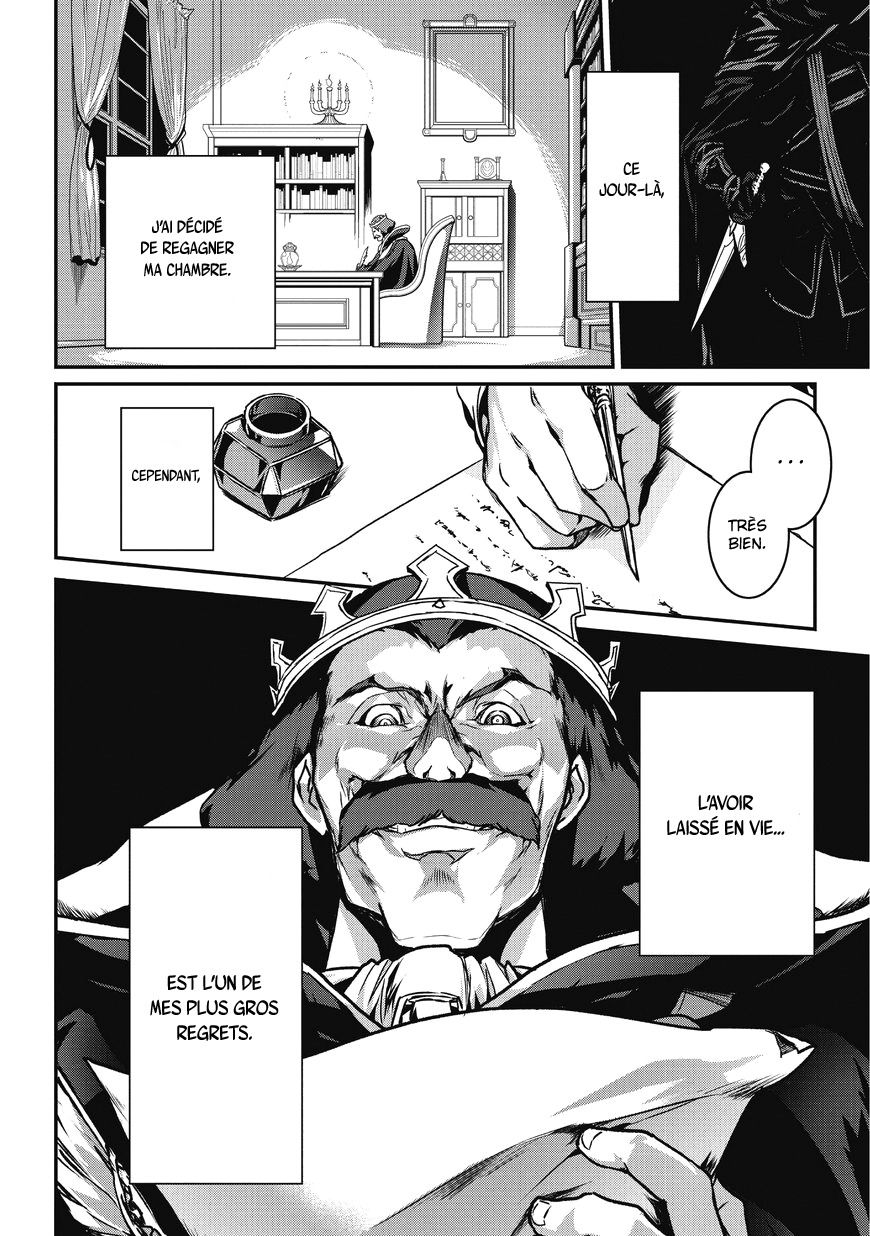 CE
JOUR-LÀ,
J'AI DÉCIDÉ
DE REGAGNER
MA CHAMBRE.
...
TRÈS
BIEN.
CEPENDANT,
L'AVOIR
LAISSÉ EN VIE...
EST L'UN DE
MES PLUS GROS
REGRETS.